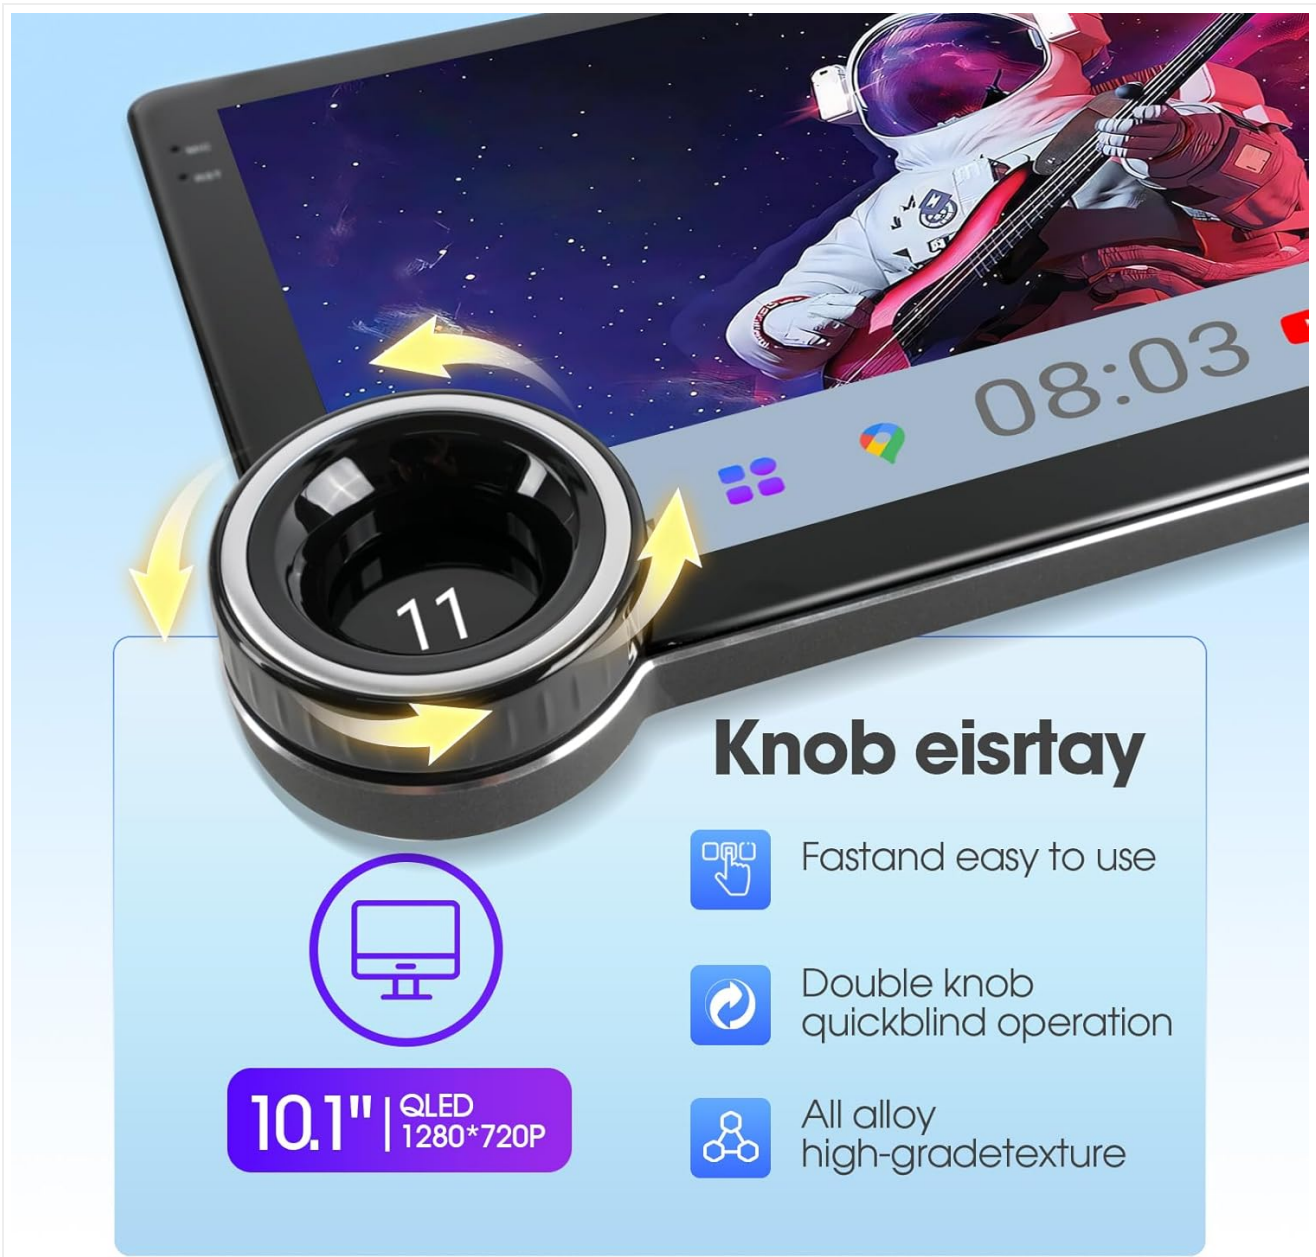 08:03
11
Knob eisrtay
Fastand easy to use
Double knob
quickblind operation
All alloy
high-gradetexture
10.1"
QLED
1280*720P